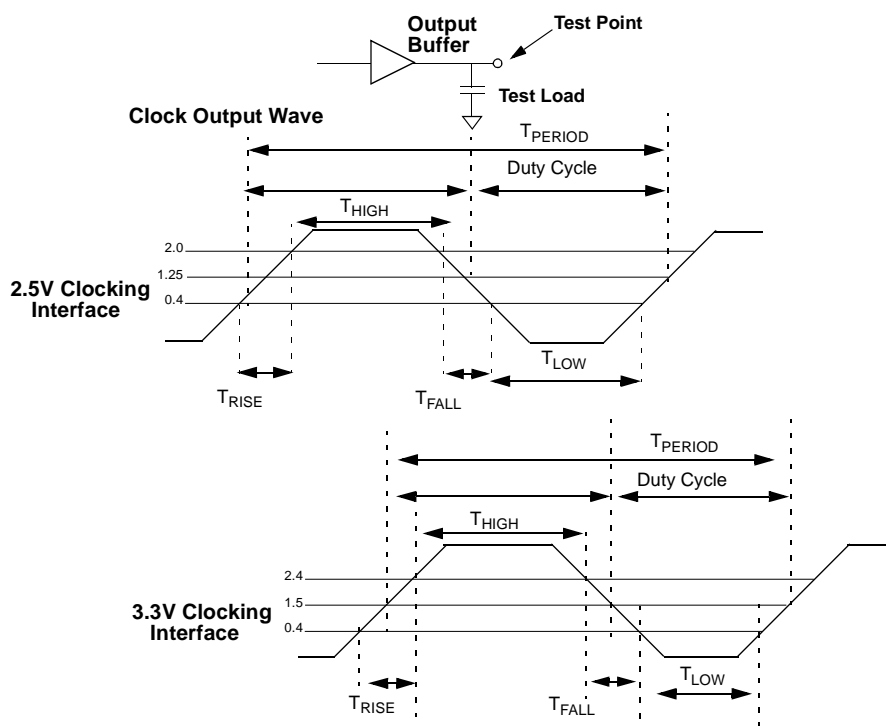 Output
Buffer
Test Point
Test Load
Clock Output Wave
TPERIOD
Duty Cycle
THIGH
2.0
1.25
0.4
2.5V Clocking
Interface
TLOW
TRISE
TFALL
TPERIOD
Duty Cycle
THIGH
2.4
1.5
0.4
3.3V Clocking
Interface
TLOW
TRISE
TFALL